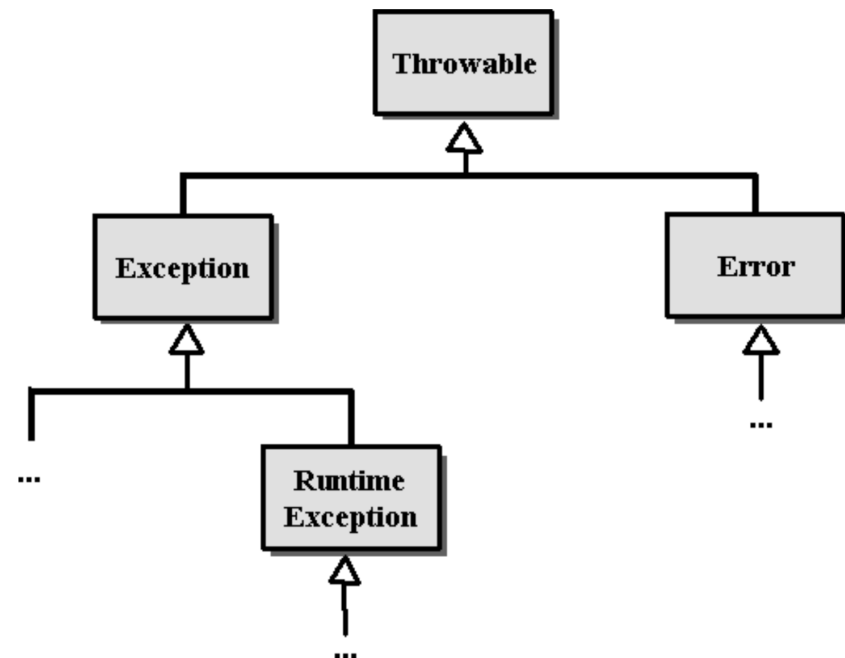 Throwable
Exception
Error
...
...
Runtime
Exception
...